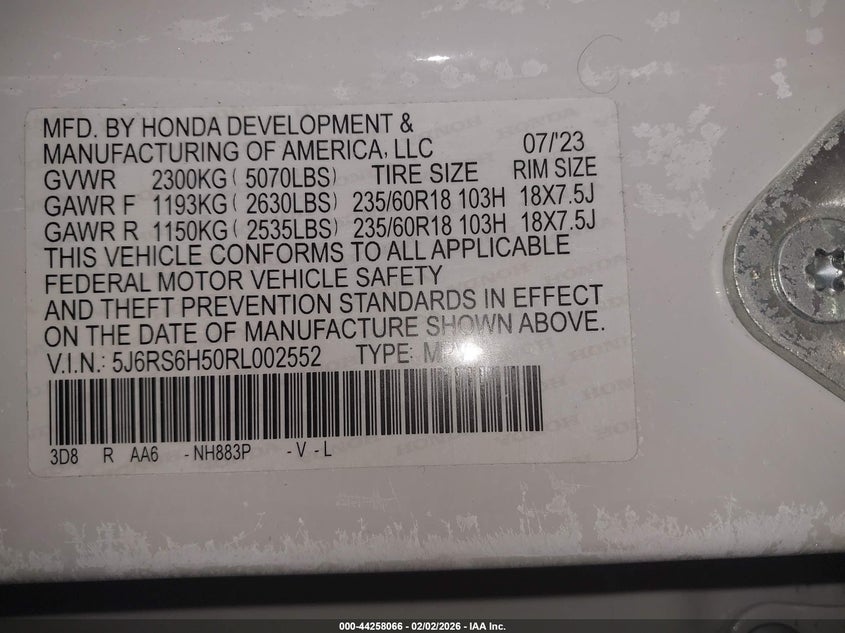 MFD. BY HONDA DEVELOPMENT &
MANUFACTURING OF AMERICA, LLC 07/'23
GVWR 2300KG ( 5070LBS) TIRE SIZE RIM SIZE
GAWR F 1193KG ( 2630LBS) 235/60R18 103H 18X7.5J
GAWR R 1150KG ( 2535LBS) 235/60R18 103H 18X7.5J
THIS VEHICLE CONFORMS TO ALL APPLICABLE
FEDERAL MOTOR VEHICLE SAFETY
AND THEFT PREVENTION STANDARDS IN EFFECT
ON THE DATE OF MANUFACTURE SHOWN ABOVE.
V.I.N.: 5J6RS6H50RL002552 TYPE:
3D8 R AA6 -NH883P -V -L
000-44258066 - 02/02/2026 - IAA Inc.